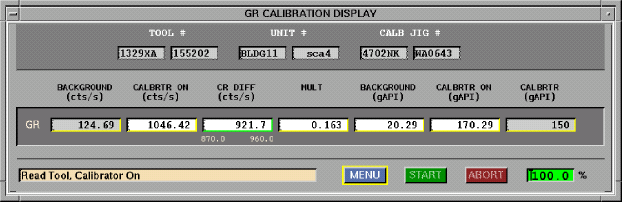 GR CALIBRATION DISPLAY
TOOL # UNIT # CALB JIG #
1329XA 155202 BLDG11 sca4 4702NK WA0643
BACKGROUND CALBRTR ON CR DIFF MULT BACKGROUND CALBRTR ON CALBRTR
(cts/s) (cts/s) (cts/s) (gAPI) (gAPI) (gAPI)
GR 124.69 1046.42 921.7 0.163 20.29 170.29 150
870.0 960.0
Read Tool, Calibrator On MENU START ABORT 100.0 %